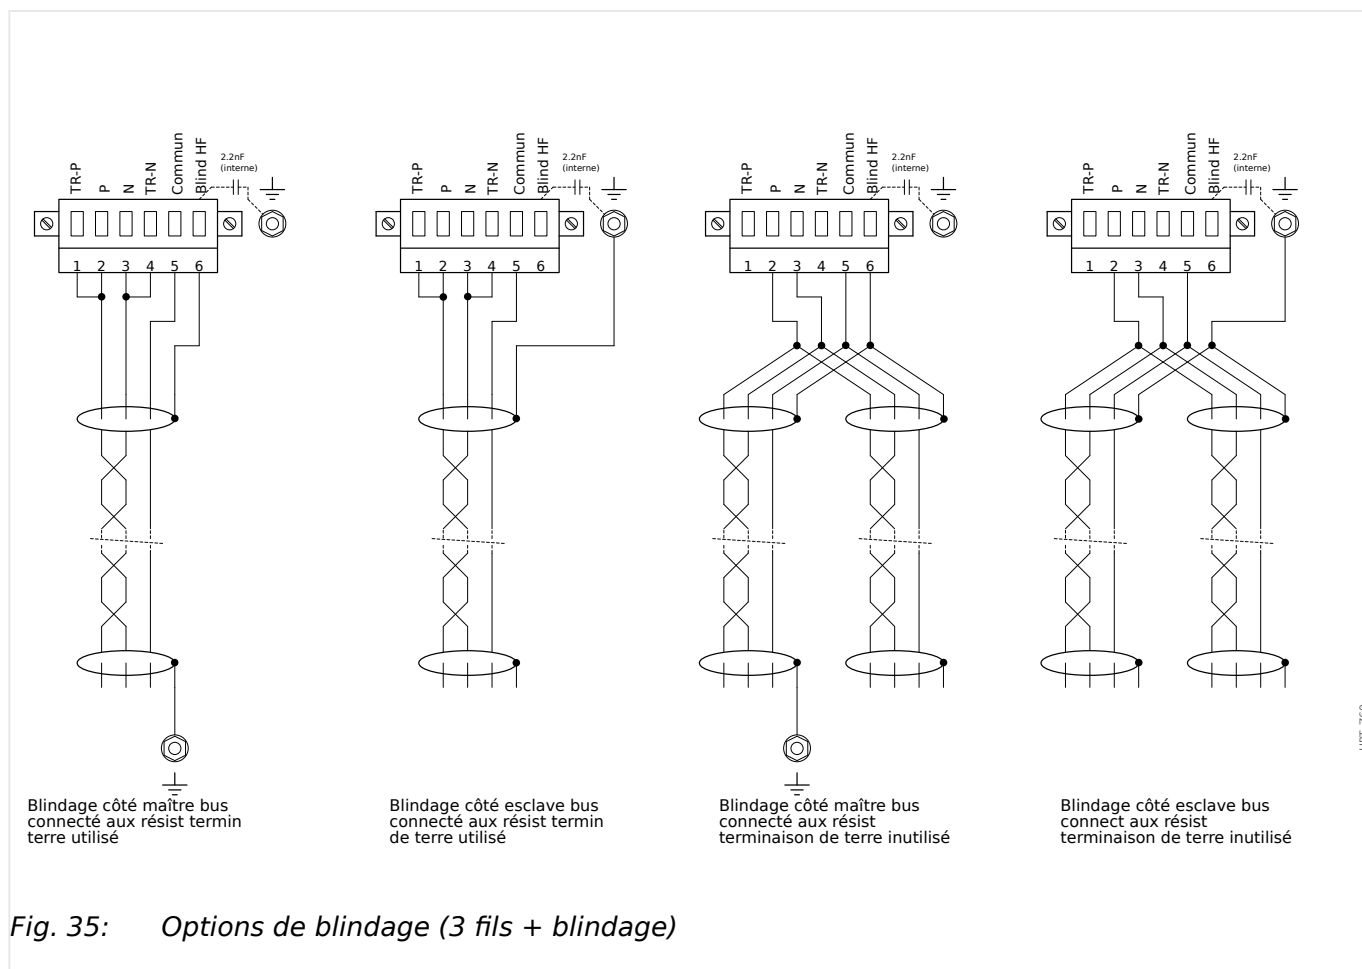 TR-P
P
N
TR-N
Commun
Blind HF
2.2nF
(interne)
1 2 3 4 5 6
TR-P
P
N
TR-N
Commun
Blind HF
2.2nF
(interne)
1 2 3 4 5 6
TR-P
P
N
TR-N
Commun
Blind HF
2.2nF
(interne)
1 2 3 4 5 6
TR-P
P
N
TR-N
Commun
Blind HF
2.2nF
(interne)
1 2 3 4 5 6
Blindage côté maître bus
connecté aux résist termin
terre utilisé
Blindage côté esclave bus
connecté aux résist termin
de terre utilisé
Blindage côté maître bus
connecté aux résist
terminaison de terre inutilisé
Blindage côté esclave bus
connect aux résist
terminaison de terre inutilisé
Fig. 35: Options de blindage (3 fils + blindage)